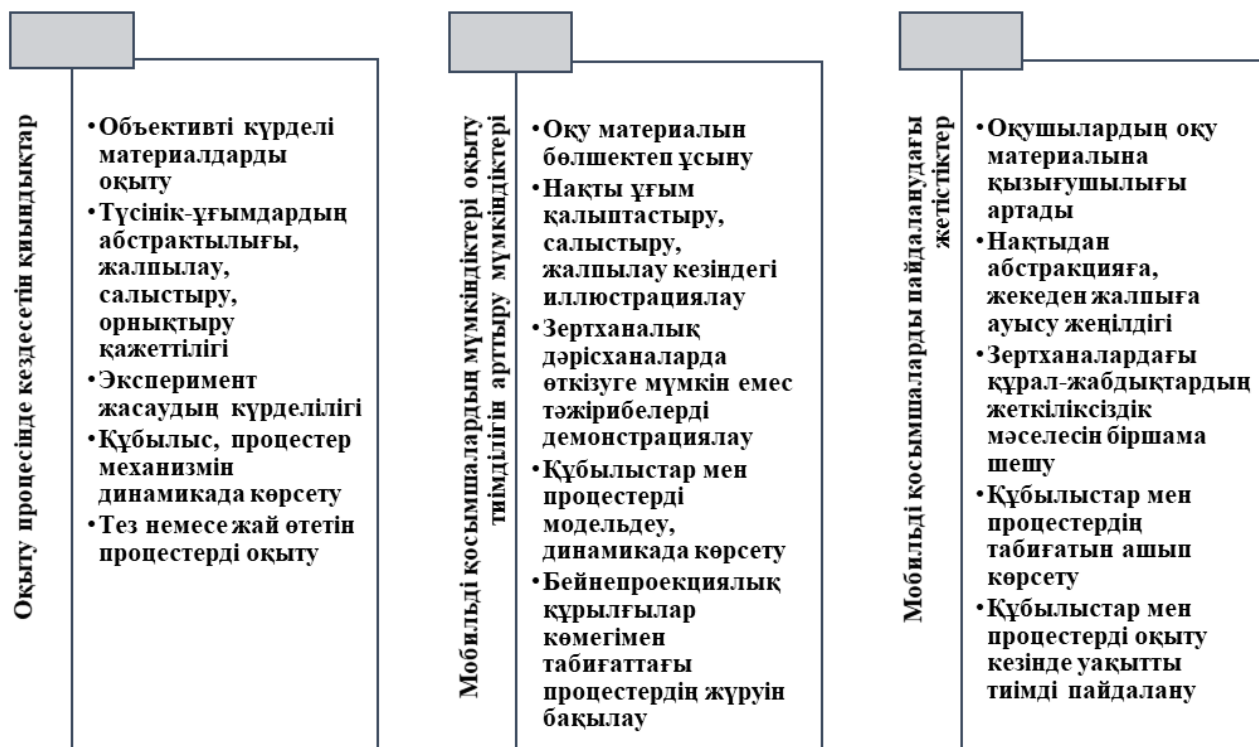 Оқыту процесінде кездесетін қиындықтар
•Объективті күрделі
материалдарды
оқыту
•Түсінік-ұғымдардың
абстрактылығы,
жалпылау,
салыстыру,
орнықтыру
қажеттілігі
•Эксперимент
жасаудың күрделілігі
•Құбылыс, процестер
механизмін
динамикада көрсету
•Тез немесе жай өтетін
процестерді оқыту
Мобильді қосымшалардың мүмкіндіктері оқыту
тиімділігін арттыру мүмкіндіктері
•Оқу материалын
бөлшектеп ұсыну
•Нақты ұғым
қалыптастыру,
салыстыру,
жалпылау кезіндегі
иллюстрациялау
•Зертханалық
дәрісханаларда
өткізуге мүмкін емес
тәжірибелерді
демонстрациялау
•Құбылыстар мен
процестерді
модельдеу,
динамикада көрсету
•Бейнепроекциялық
құрылғылар
көмегімен
табиғаттағы
процестердің жүруін
бақылау
Мобильді қосымшаларды пайдаланудағы
жетістіктер
•Оқушылардың оқу
материалына
қызығушылығы
артады
•Нақтыдан
абстракцияға,
жекеден жалпыға
ауысу жеңілдігі
•Зертханалардағы
құрал-жабдықтардың
жеткіліксіздік
мәселесін біршама
шешу
•Құбылыстар мен
процестердің
табиғатын ашып
көрсету
•Құбылыстар мен
процестерді оқыту
кезінде уақытты
тиімді пайдалану